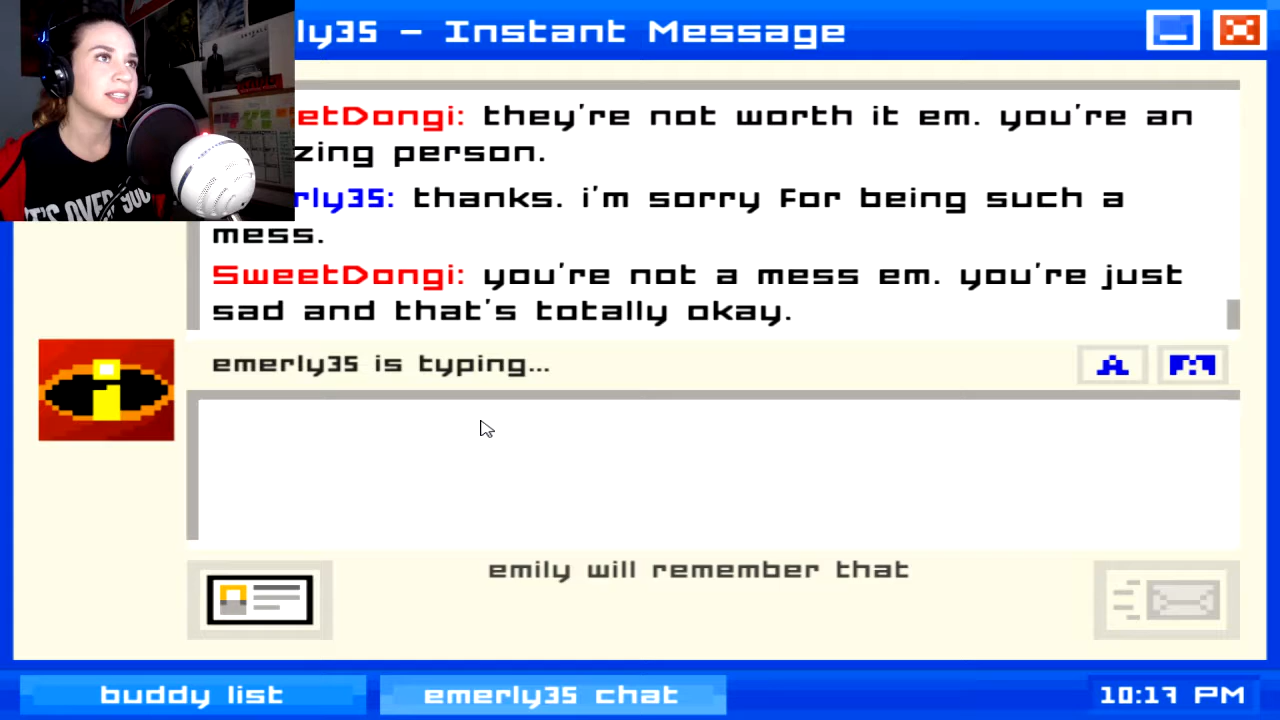 ly35 - Instant Message
etDongi: they're not worth it em. you're an
zing person.
rly35: thanks. i'm sorry for being such a
mess.
SweetDongi: you're not a mess em. you're just
sad and that's totally okay.
emerly35 is typing...
emily will remember that
buddy list
emerly35 chat
10:17 PM